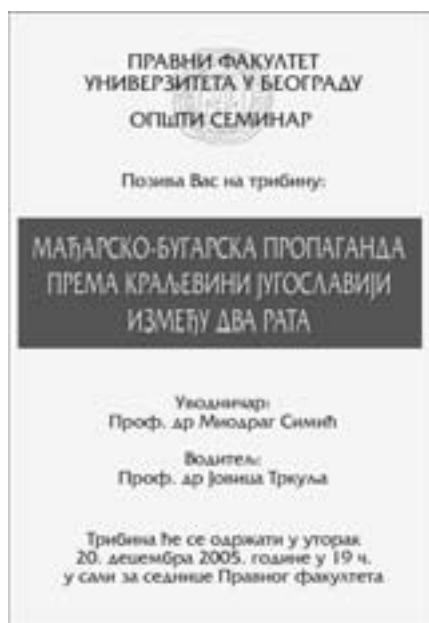 ПРАВНИ ФАКУЛТЕТ
УНИВЕРЗИТЕТА У БЕОГРАДУ
ОПШТИ СЕМИНАР
Позива Вас на трибину:
МАЂАРСКО-БУГАРСКА ПРОПАГАНДА
ПРЕМА КРАЉЕВИНИ ЈУГОСЛАВИЈИ
ИЗМЕЂУ ДВА РАТА
Уводничар:
Проф. др Миодраг Симић
Водитељ:
Проф. др Јовица Тркуља
Трибина ће се одржати у уторак
20. децембра 2005. године у 19 ч.
у сали за седнице Правног факултета